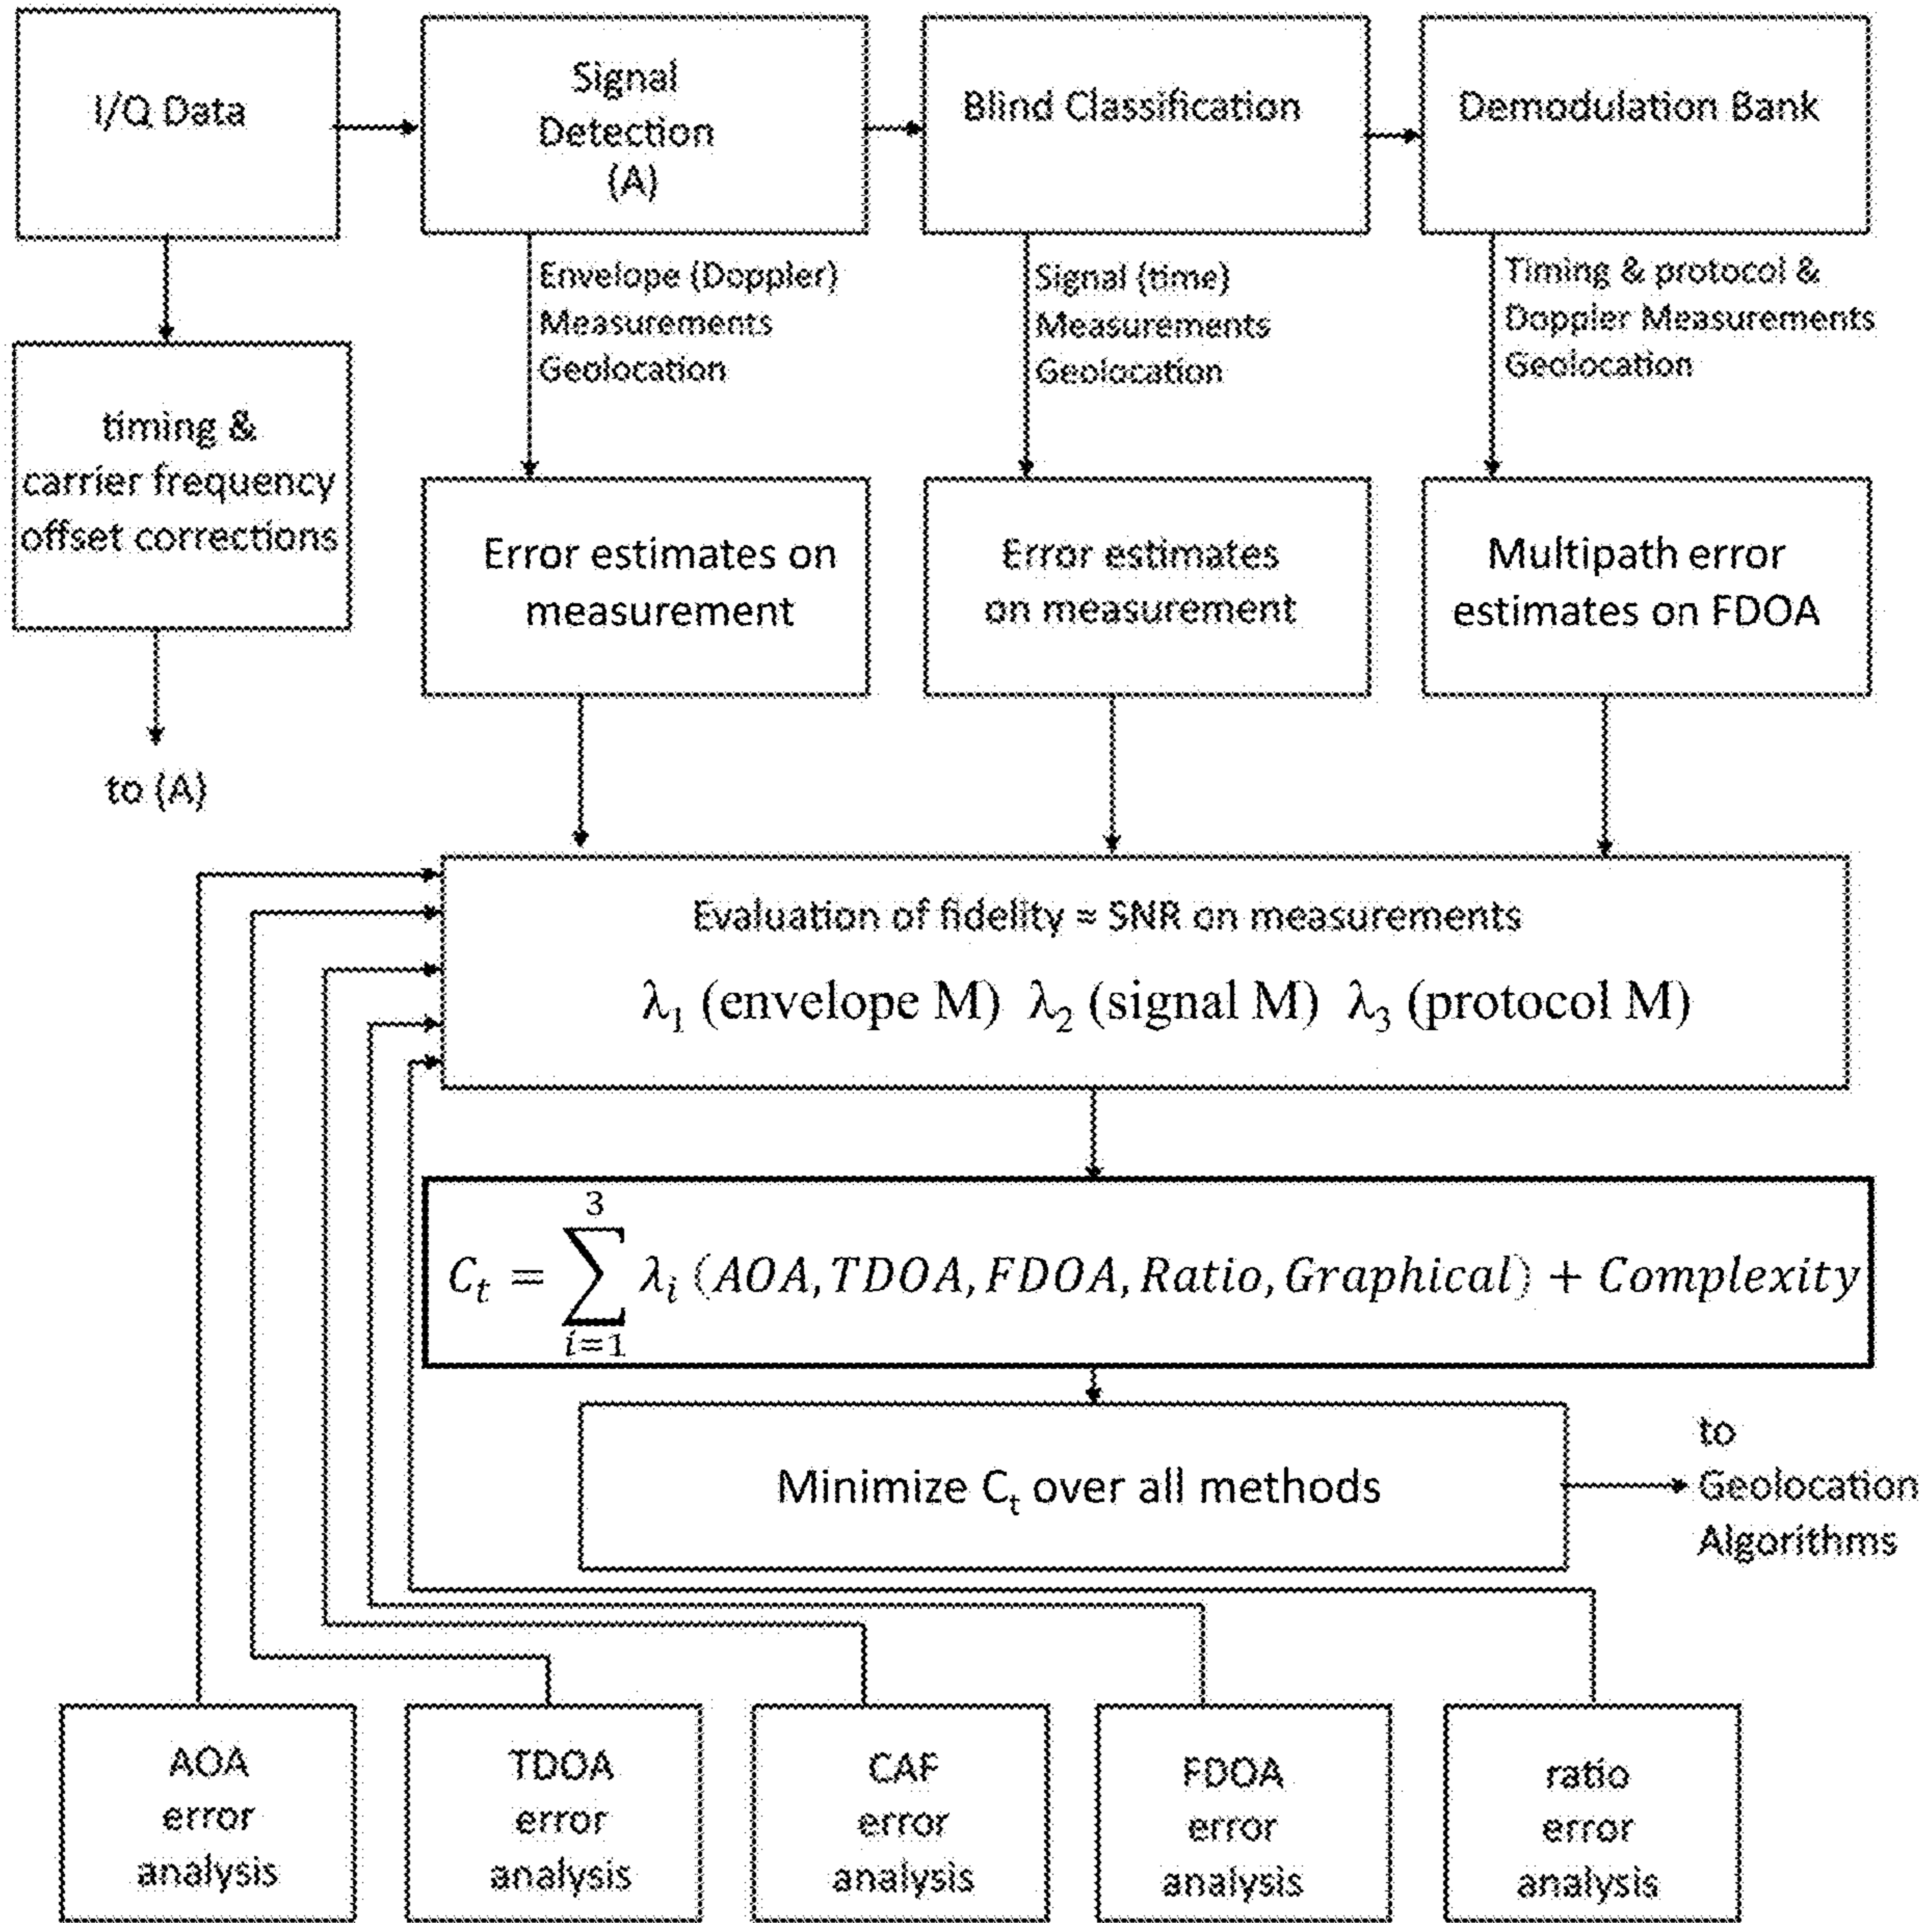 I/Q Data
Signal
Detection
(A)
Blind Classification
Demodulation Bank
Envelope (Doppler)
Measurements
Geolocation
Signal (time)
Measurements
Geolocation
Timing & protocol &
Doppler Measurements
Geolocation
timing &
carrier frequency
offset corrections
to (A)
Error estimates on
measurement
Error estimates
on measurement
Multipath error
estimates on FDOA
Evaluation of fidelity = SNR on measurements
λ₁ (envelope M) λ₂ (signal M) λ₃ (protocol M)
C_t = ∑_{i=1}^{3} λ_i (AOA, TDOA, FDOA, Ratio, Graphical) + Complexity
Minimize C_t over all methods
to
Geolocation
Algorithms
AOA
error
analysis
TDOA
error
analysis
CAF
error
analysis
FDOA
error
analysis
ratio
error
analysis